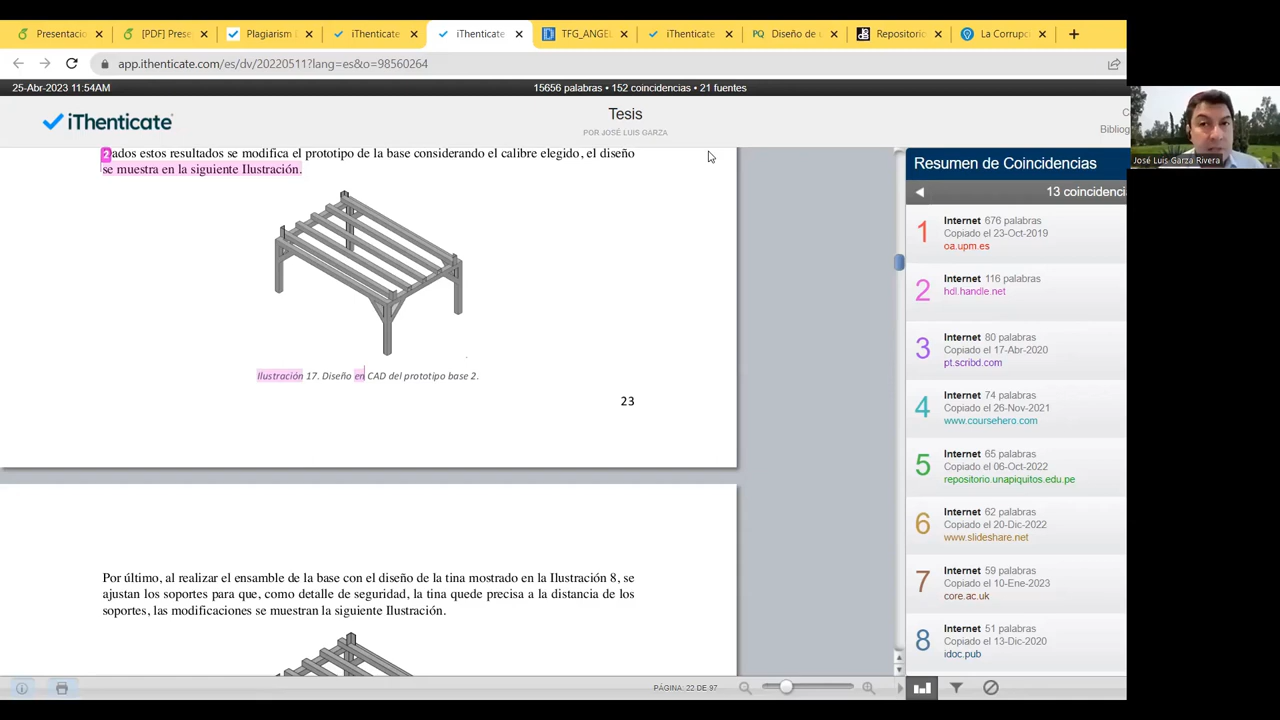 Presentacio
[PDF] Prese
Plagiarism
iThenticate
iThenticate
TFG_ANGEL
iThenticate
PQ Diseño de
Repositorio
La Corrupc
app.ithenticate.com/es/dv/20220511?lang=es&o=98560264
25-Abr-2023 11:54AM
15656 palabras • 152 coincidencias • 21 fuentes
iThenticate
Tesis
POR JOSÉ LUIS GARZA
Bibliog
José Luis Garza Rivera
2 ados estos resultados se modifica el prototipo de la base considerando el calibre elegido, el diseño
se muestra en la siguiente Ilustración.
Ilustración 17. Diseño en CAD del prototipo base 2.
23
Por último, al realizar el ensamble de la base con el diseño de la tina mostrado en la Ilustración 8, se
ajustan los soportes para que, como detalle de seguridad, la tina quede precisa a la distancia de los
soportes, las modificaciones se muestran la siguiente Ilustración.
Resumen de Coincidencias
13 coincidenci
1 Internet 676 palabras
Copiado el 23-Oct-2019
oa.upm.es
2 Internet 116 palabras
hdl.handle.net
3 Internet 80 palabras
Copiado el 17-Abr-2020
pt.scribd.com
4 Internet 74 palabras
Copiado el 26-Nov-2021
www.coursehero.com
5 Internet 65 palabras
Copiado el 06-Oct-2022
repositorio.unapiquitos.edu.pe
6 Internet 62 palabras
Copiado el 20-Dic-2022
www.slideshare.net
7 Internet 59 palabras
Copiado el 10-Ene-2023
core.ac.uk
8 Internet 51 palabras
Copiado el 13-Dic-2020
idoc.pub
PÁGINA: 22 DE 97